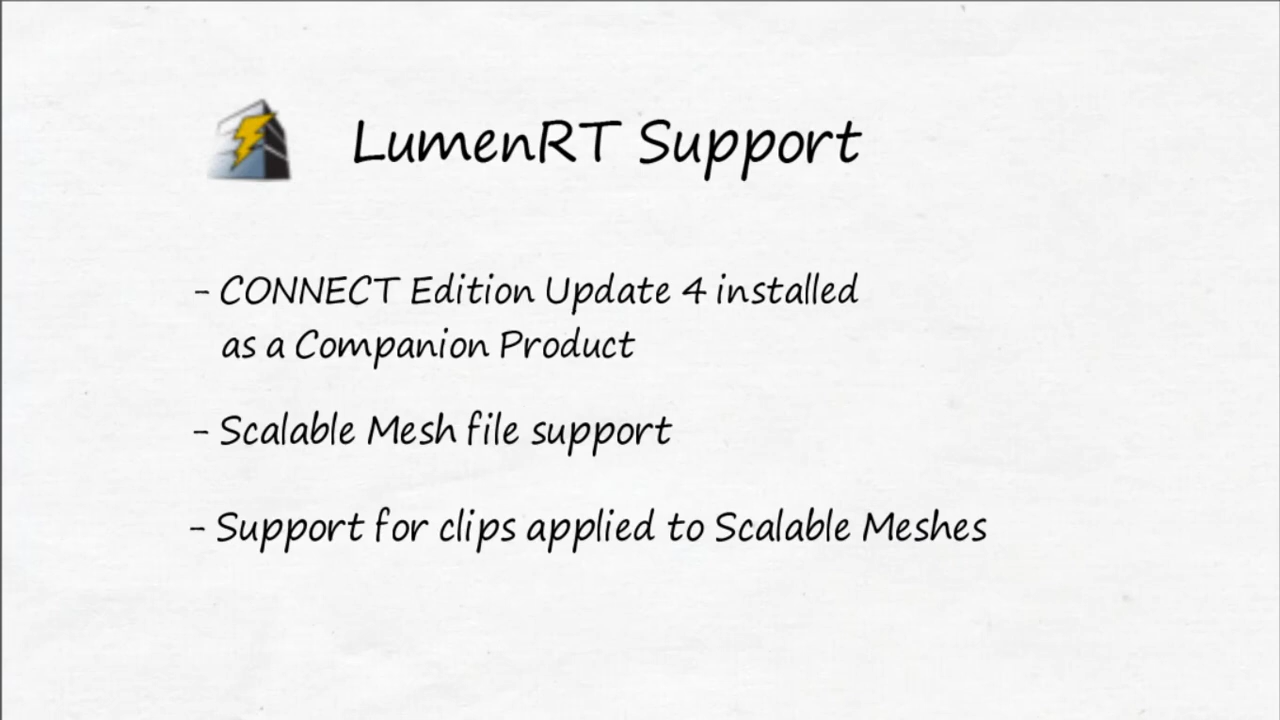 LumenRT Support
- CONNECT Edition Update 4 installed
as a Companion Product
- Scalable Mesh file support
- Support for clips applied to Scalable Meshes